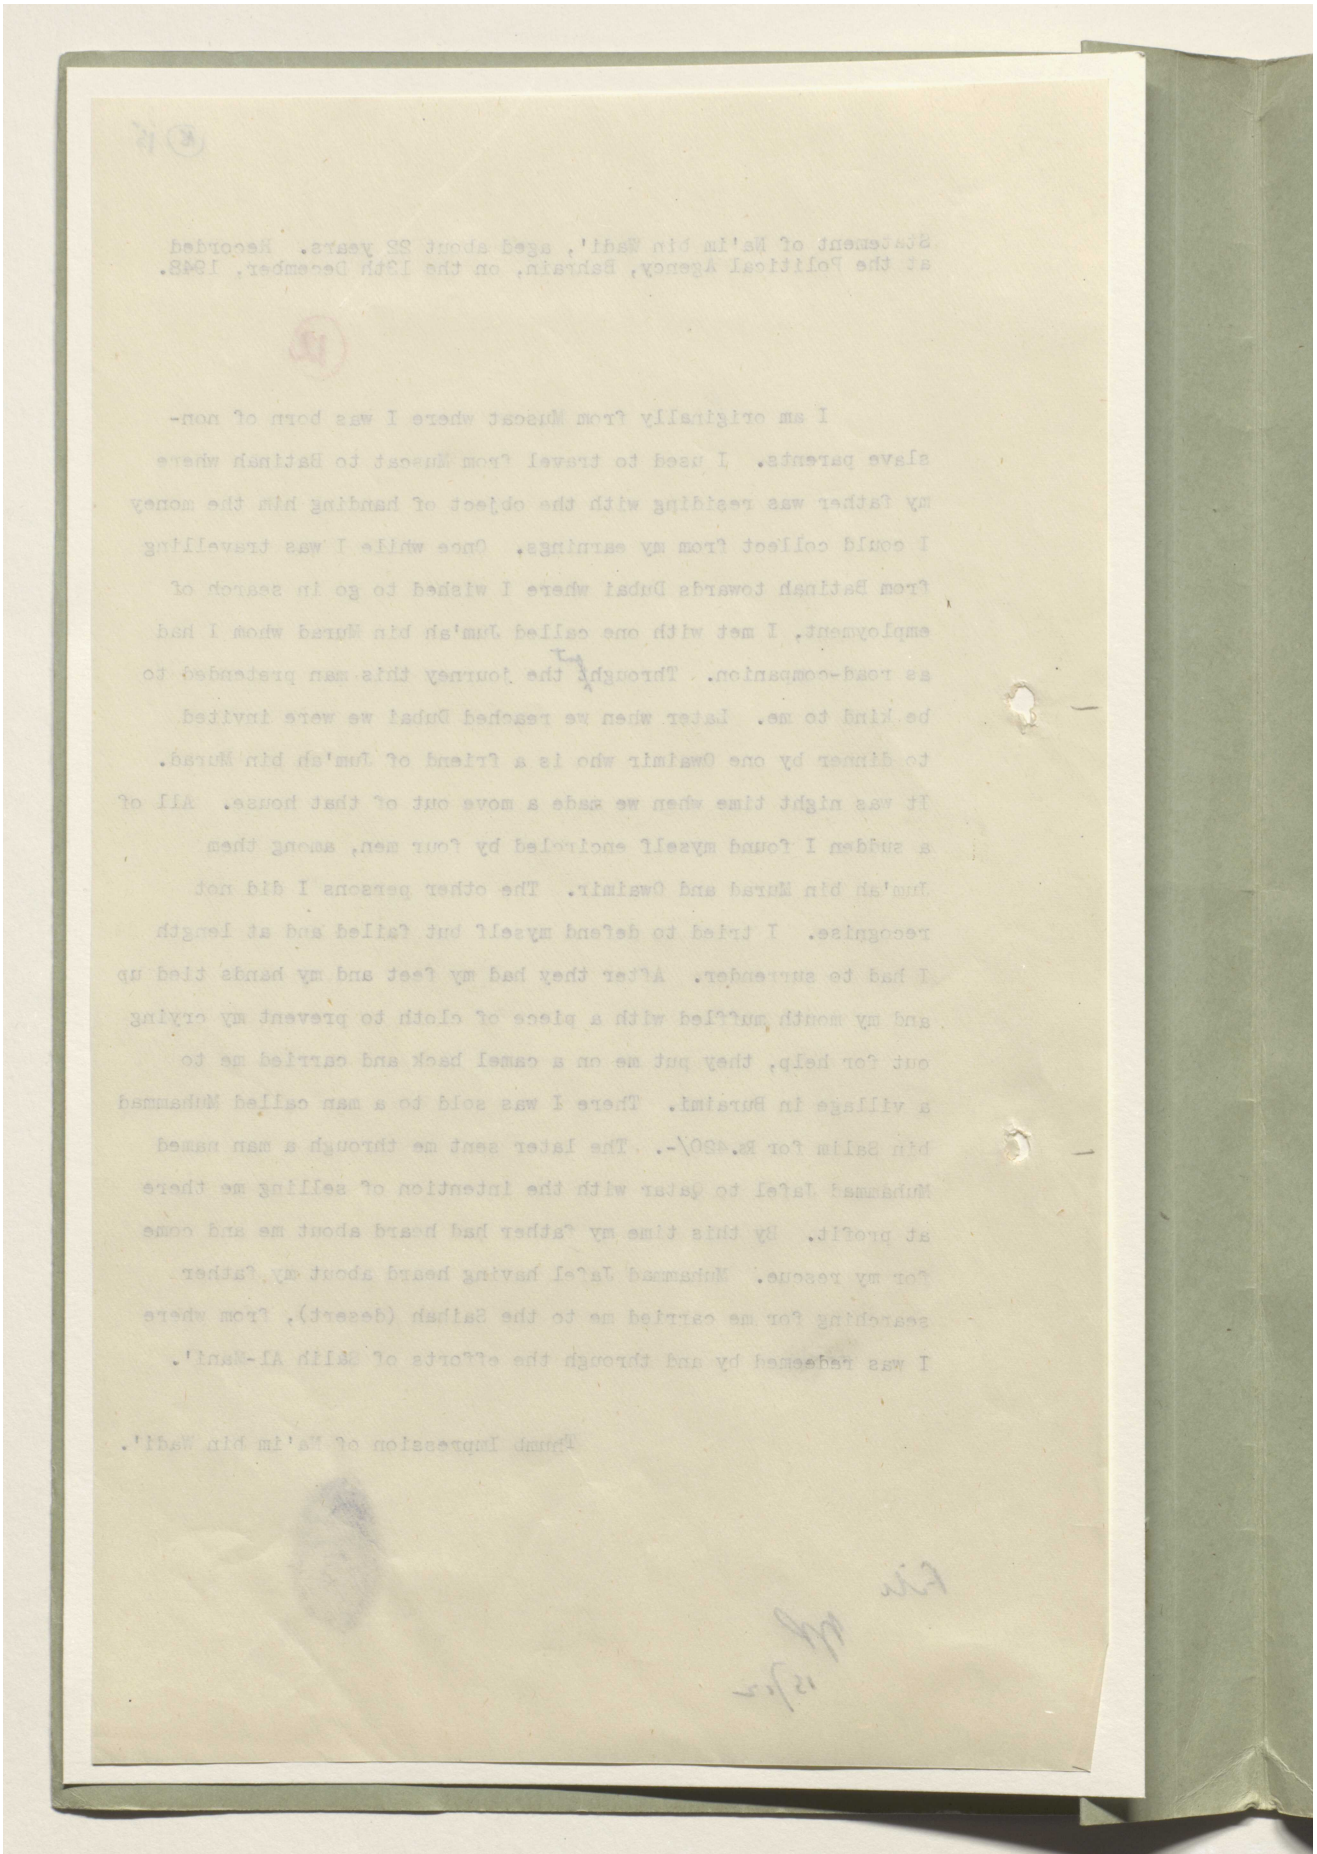 Statement of Na'im bin Wadi', aged about 22 years. Recorded
at the Political Agency, Bahrain, on the 13th December, 1948.
12
I am originally from Muscat where I was born of non-
slave parents. I used to travel from Muscat to Batinah where
my father was residing with the object of handing him the money
I could collect from my earnings. Once while I was travelling
from Batinah towards Dubai where I wished to go in search of
employment, I met with one called Jum'ah bin Murad whom I had
as road-companion. Throughout the journey this man pretended to
be kind to me. Later when we reached Dubai we were invited
to dinner by one Owaimir who is a friend of Jum'ah bin Murad.
It was night time when we made a move out of that house. All of
a sudden I found myself encircled by four men, among them
Jum'ah bin Murad and Owaimir. The other persons I did not
recognise. I tried to defend myself but failed and at length
I had to surrender. After they had my feet and my hands tied up
and my mouth muffled with a piece of cloth to prevent my crying
out for help, they put me on a camel back and carried me to
a village in Buraimi. There I was sold to a man called Muhammad
bin Salim for Rs.420/-. The later sent me through a man named
Muhammad Jafel to Qatar with the intention of selling me there
at profit. By this time my father had heard about me and come
for my rescue. Muhammad Jafel having heard about my father
searching for me carried me to the Saihah (desert), from where
I was redeemed by and through the efforts of Salih Al-Mani'.
Thumb Impression of Na'im bin Wadi'.
File
15/12